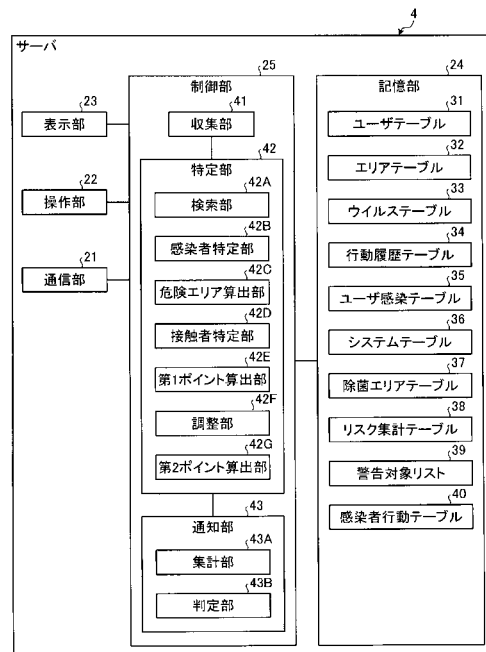 4
サーバ
23
表示部
22
操作部
21
通信部
25
制御部
41
収集部
42
特定部
42A
検索部
42B
感染者特定部
42C
危険エリア算出部
42D
接触者特定部
42E
第1ポイント算出部
42F
調整部
42G
第2ポイント算出部
43
通知部
43A
集計部
43B
判定部
24
記憶部
31
ユーザテーブル
32
エリアテーブル
33
ウイルステーブル
34
行動履歴テーブル
35
ユーザ感染テーブル
36
システムテーブル
37
除菌エリアテーブル
38
リスク集計テーブル
39
警告対象リスト
40
感染者行動テーブル